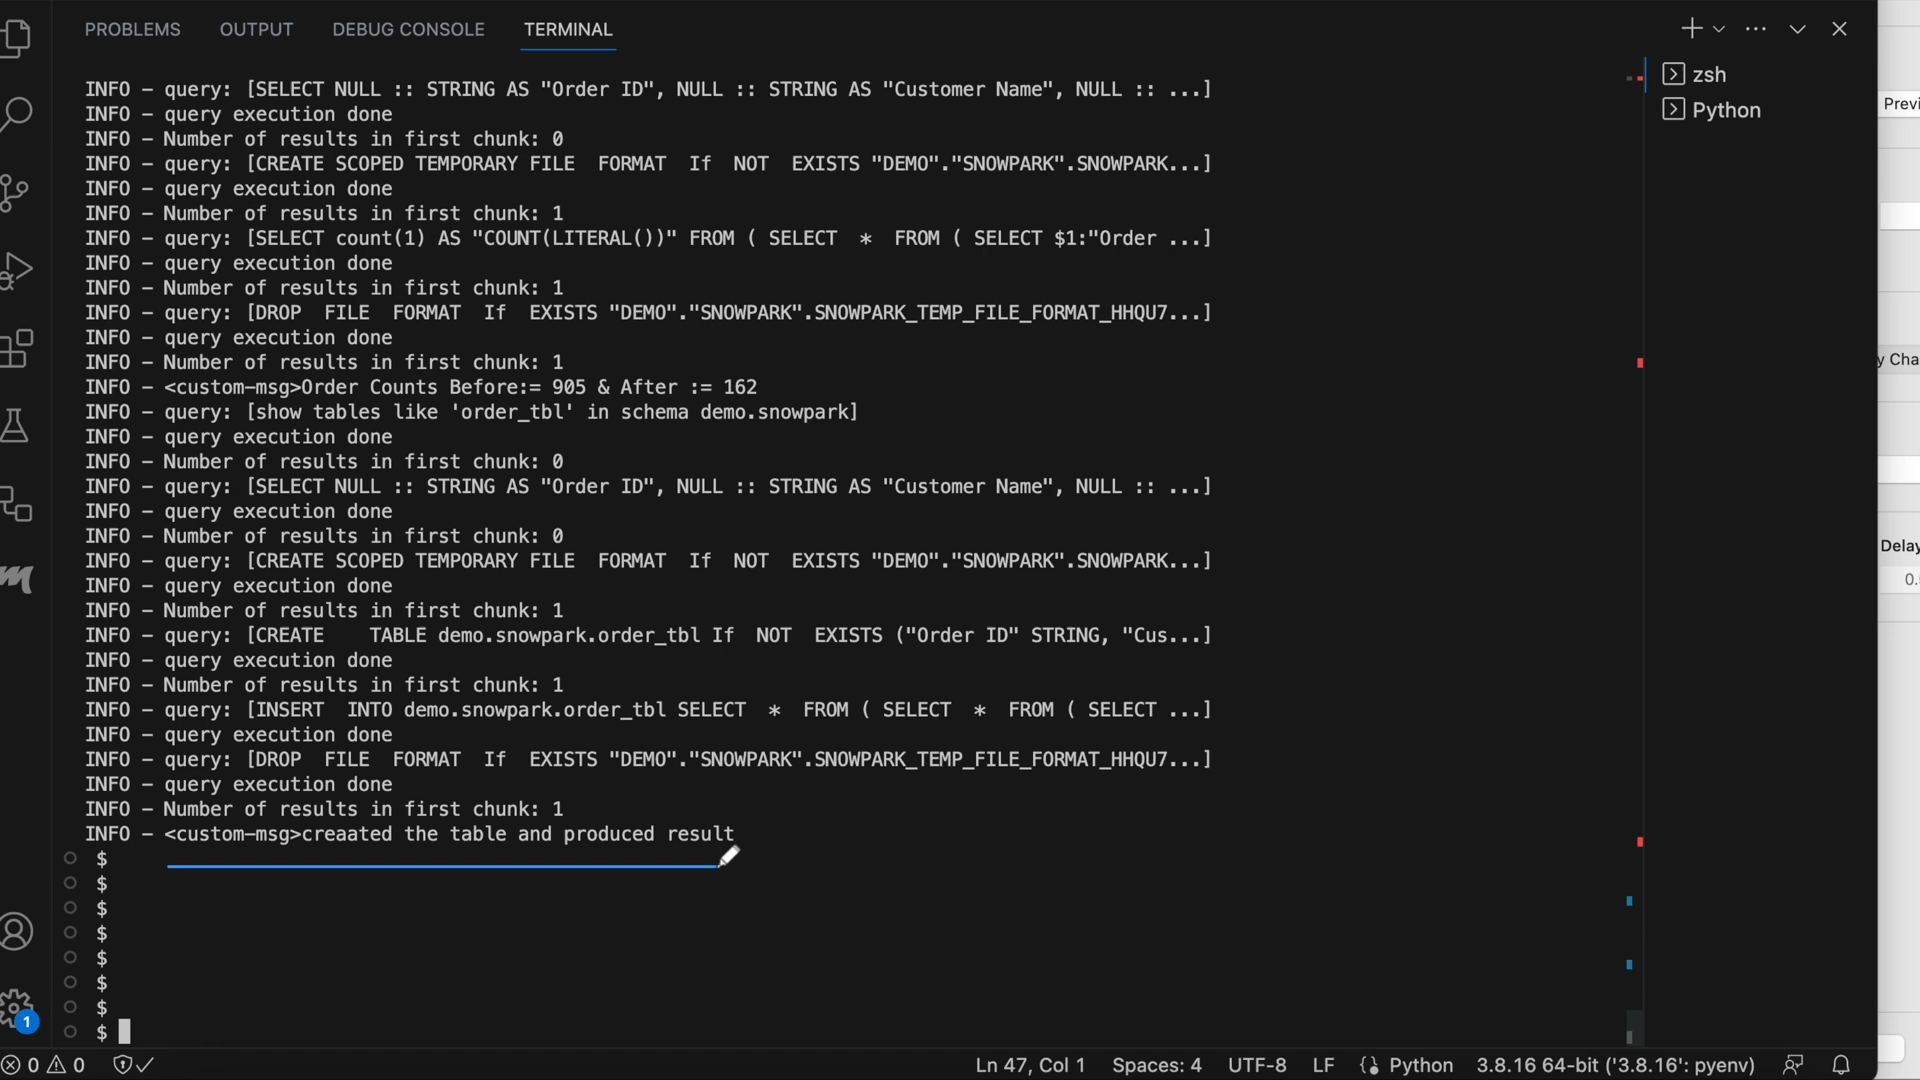 PROBLEMS OUTPUT DEBUG CONSOLE TERMINAL
INFO - query: [SELECT NULL :: STRING AS "Order ID", NULL :: STRING AS "Customer Name", NULL :: ...]
INFO - query execution done
INFO - Number of results in first chunk: 0
INFO - query: [CREATE SCOPED TEMPORARY FILE  FORMAT  If  NOT  EXISTS "DEMO"."SNOWPARK".SNOWPARK...]
INFO - query execution done
INFO - Number of results in first chunk: 1
INFO - query: [SELECT count(1) AS "COUNT(LITERAL())" FROM ( SELECT  *  FROM ( SELECT $1:"Order ...]
INFO - query execution done
INFO - Number of results in first chunk: 1
INFO - query: [DROP  FILE  FORMAT  If  EXISTS "DEMO"."SNOWPARK".SNOWPARK_TEMP_FILE_FORMAT_HHQU7...]
INFO - query execution done
INFO - Number of results in first chunk: 1
INFO - <custom-msg>Order Counts Before:= 905 & After := 162
INFO - query: [show tables like 'order_tbl' in schema demo.snowpark]
INFO - query execution done
INFO - Number of results in first chunk: 0
INFO - query: [SELECT NULL :: STRING AS "Order ID", NULL :: STRING AS "Customer Name", NULL :: ...]
INFO - query execution done
INFO - Number of results in first chunk: 0
INFO - query: [CREATE SCOPED TEMPORARY FILE  FORMAT  If  NOT  EXISTS "DEMO"."SNOWPARK".SNOWPARK...]
INFO - query execution done
INFO - Number of results in first chunk: 1
INFO - query: [CREATE    TABLE demo.snowpark.order_tbl If  NOT  EXISTS ("Order ID" STRING, "Cus...]
INFO - query execution done
INFO - Number of results in first chunk: 1
INFO - query: [INSERT  INTO demo.snowpark.order_tbl SELECT  *  FROM ( SELECT  *  FROM ( SELECT ...]
INFO - query execution done
INFO - query: [DROP  FILE  FORMAT  If  EXISTS "DEMO"."SNOWPARK".SNOWPARK_TEMP_FILE_FORMAT_HHQU7...]
INFO - query execution done
INFO - Number of results in first chunk: 1
INFO - <custom-msg>creaated the table and produced result
$
$
$
$
$
$
$
$
zsh
Python
Previ
y Cha
Delay
0.
1
0 0
Ln 47, Col 1 Spaces: 4 UTF-8 LF Python 3.8.16 64-bit ('3.8.16': pyenv)